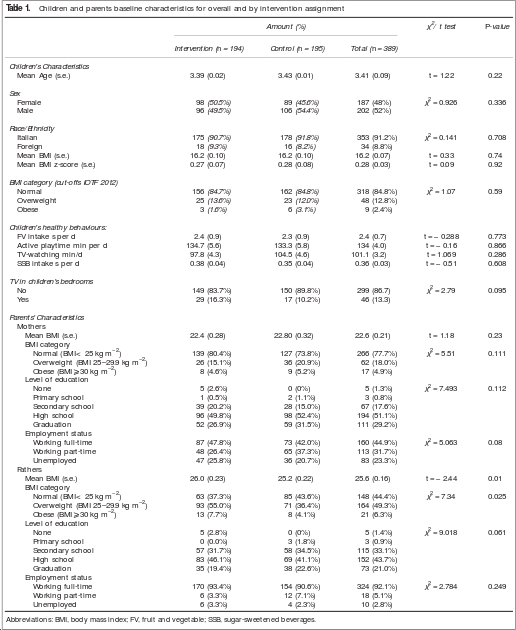 Table 1. Children and parents baseline characteristics for overall and by intervention assignment
Amount (%) χ2/ t test P-value
Intervention (n = 194) Control (n = 195) Total (n = 389)
Children's Characteristics
Mean Age (s.e.) 3.39 (0.02) 3.43 (0.01) 3.41 (0.09) t = 1.22 0.22
Sex
Female 98 (50.5%) 89 (45.6%) 187 (48%) χ2 = 0.926 0.336
Male 96 (49.5%) 106 (54.4%) 202 (52%)
Race/Ethnicity
Italian 175 (90.7%) 178 (91.8%) 353 (91.2%) χ2 = 0.141 0.708
Foreign 18 (9.3%) 16 (8.2%) 34 (8.8%)
Mean BMI (s.e.) 16.2 (0.10) 16.2 (0.10) 16.2 (0.07) t = 0.33 0.74
Mean BMI z-score (s.e.) 0.27 (0.07) 0.28 (0.08) 0.28 (0.03) t = 0.09 0.92
BMI category (cut-offs IOTF 2012)
Normal 156 (84.7%) 162 (84.8%) 318 (84.8%) χ2 = 1.07 0.59
Overweight 25 (13.6%) 23 (12.0%) 48 (12.8%)
Obese 3 (1.6%) 6 (3.1%) 9 (2.4%)
Children's healthy behaviours:
FV intakes per d 2.4 (0.9) 2.3 (0.9) 2.4 (0.7) t = − 0.288 0.773
Active playtime min per d 134.7 (5.6) 133.3 (5.8) 134 (4.0) t = − 0.16 0.866
TV-watching min/d 97.8 (4.3) 104.5 (4.6) 101.1 (3.2) t = 1.069 0.286
SSB intakes per d 0.38 (0.04) 0.35 (0.04) 0.36 (0.03) t = − 0.51 0.608
TV in children's bedrooms
No 149 (83.7%) 150 (89.8%) 299 (86.7) χ2 = 2.79 0.095
Yes 29 (16.3%) 17 (10.2%) 46 (13.3)
Parents' Characteristics
Mothers
Mean BMI (s.e.) 22.4 (0.28) 22.80 (0.32) 22.6 (0.21) t = 1.18 0.23
BMI category
Normal (BMI < 25 kg m−2) 139 (80.4%) 127 (73.8%) 266 (77.7%) χ2 = 5.51 0.111
Overweight (BMI 25–29.9 kg m−2) 26 (15.1%) 36 (20.9%) 62 (18.0%)
Obese (BMI ⩾30 kg m−2) 8 (4.6%) 9 (5.2%) 17 (4.9%)
Level of education
None 5 (2.6%) 0 (0%) 5 (1.3%) χ2 = 7.493 0.112
Primary school 1 (0.5%) 2 (1.1%) 3 (0.8%)
Secondary school 39 (20.2%) 28 (15.0%) 67 (17.6%)
High school 96 (49.8%) 98 (52.4%) 194 (51.1%)
Graduation 52 (26.9%) 59 (31.5%) 111 (29.2%)
Employment status
Working full-time 87 (47.8%) 73 (42.0%) 160 (44.9%) χ2 = 5.063 0.08
Working part-time 48 (26.4%) 65 (37.3%) 113 (31.7%)
Unemployed 47 (25.8%) 36 (20.7%) 83 (23.3%)
Fathers
Mean BMI (s.e.) 26.0 (0.23) 25.2 (0.22) 25.6 (0.16) t = − 2.44 0.01
BMI category
Normal (BMI < 25 kg m−2) 63 (37.3%) 85 (43.6%) 148 (44.4%) χ2 = 7.34 0.025
Overweight (BMI 25–29.9 kg m−2) 93 (55.0%) 71 (36.4%) 164 (49.3%)
Obese (BMI ⩾30 kg m−2) 13 (7.7%) 8 (4.1%) 21 (6.3%)
Level of education
None 5 (2.8%) 0 (0%) 5 (1.4%) χ2 = 9.018 0.061
Primary school 0 (0.0%) 3 (1.8%) 3 (0.9%)
Secondary school 57 (31.7%) 58 (34.5%) 115 (33.1%)
High school 83 (46.1%) 69 (41.1%) 152 (43.7%)
Graduation 35 (19.4%) 38 (22.6%) 73 (21.0%)
Employment status
Working full-time 170 (93.4%) 154 (90.6%) 324 (92.1%) χ2 = 2.784 0.249
Working part-time 6 (3.3%) 12 (7.1%) 18 (5.1%)
Unemployed 6 (3.3%) 4 (2.3%) 10 (2.8%)
Abbreviations: BMI, body mass index; FV, fruit and vegetable; SSB, sugar-sweetened beverages.